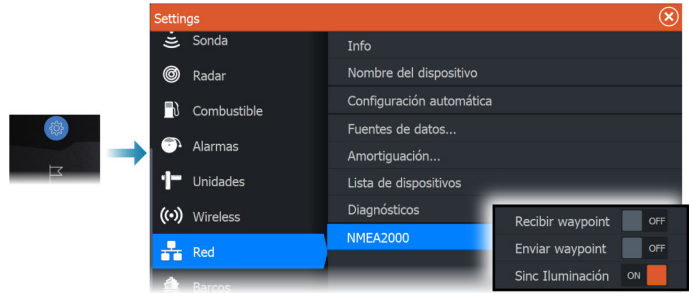 Settings
Sonda
Radar
Combustible
Alarmas
Unidades
Wireless
Red
Barcos
Info
Nombre del dispositivo
Configuración automática
Fuentes de datos...
Amortiguación...
Lista de dispositivos
Diagnósticos
NMEA2000
Recibir waypoint OFF
Enviar waypoint OFF
Sinc Iluminación ON